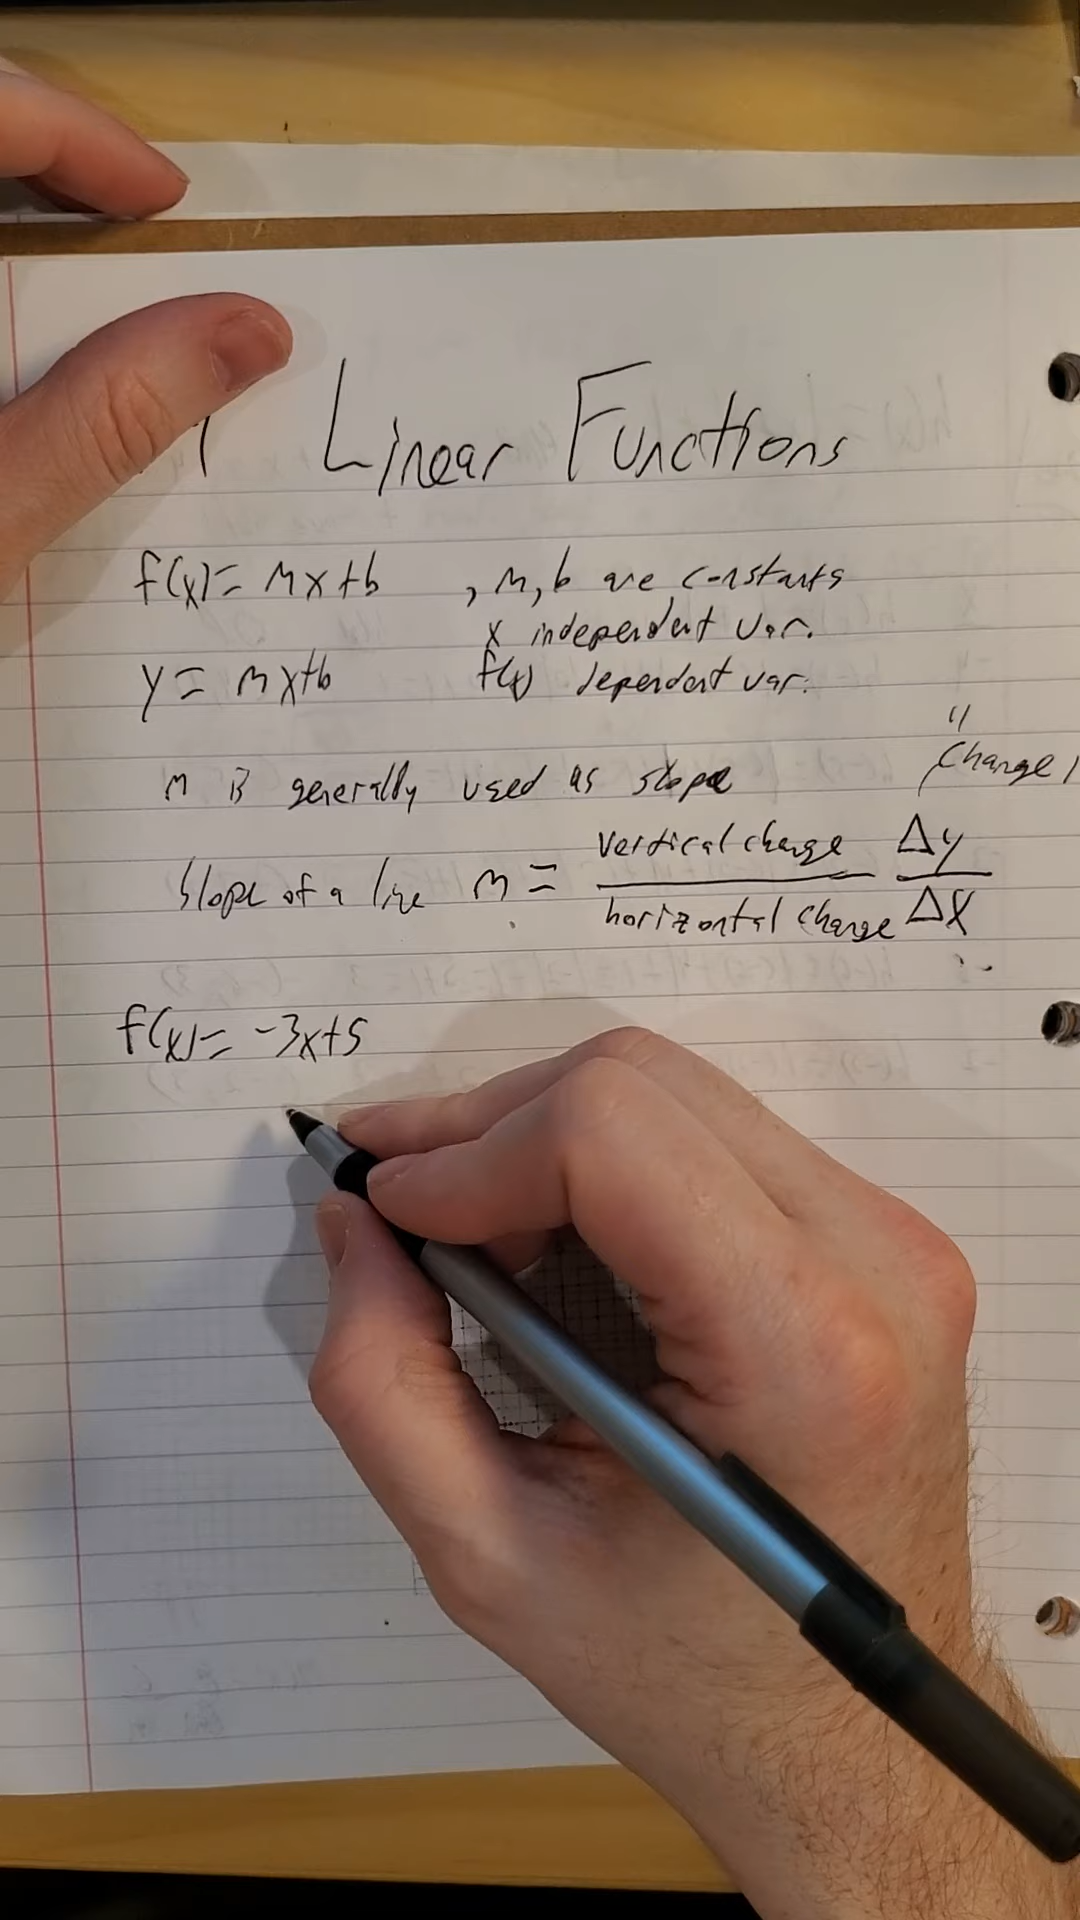 Linear Functions
f(x) = mx+b , m, b are constants
x independent var.
y = mx+b f(x) dependent var.
"
Change
m is generally used as slope
Slope of a line m = vertical change / horizontal change Δy / Δx
f(x) = -3x+5